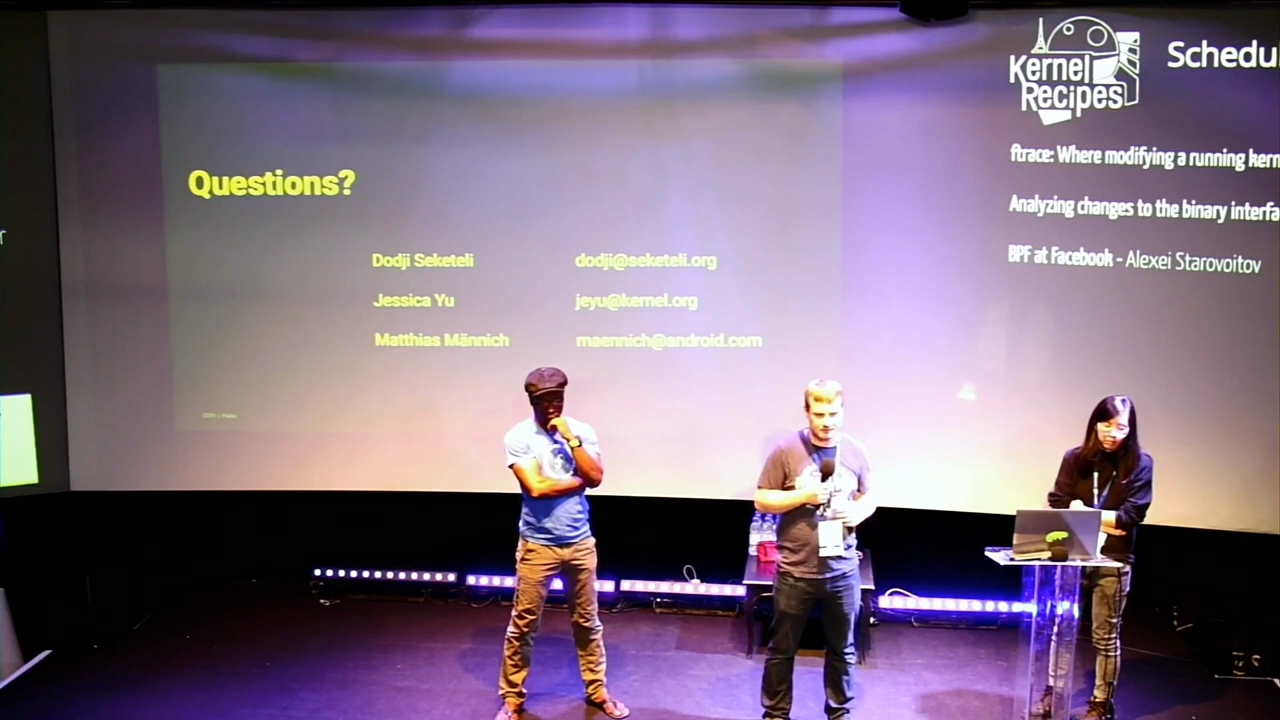 Questions?
Dodji Seketeli dodji@seketeli.org
Jessica Yu jeyu@kernel.org
Matthias Männich maennich@android.com
Kernel
Recipes
Schedu
ftrace: Where modifying a running kern
Analyzing changes to the binary interfa
BPF at Facebook - Alexei Starovoitov